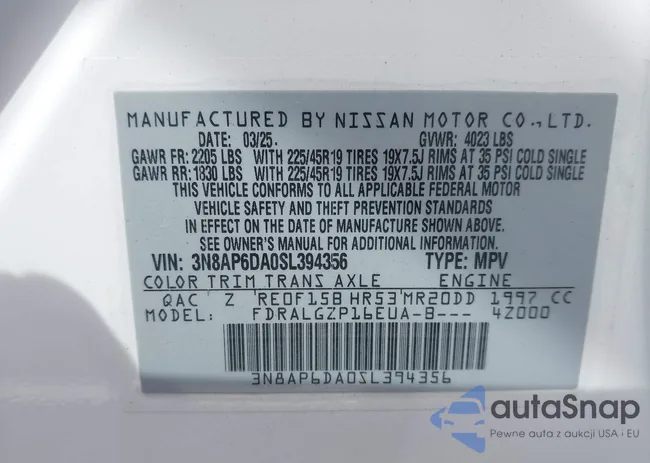 MANUFACTURED BY NISSAN MOTOR CO.,LTD.
DATE: 03/25. GVWR: 4023 LBS
GAWR FR: 2205 LBS WITH 225/45R19 TIRES 19X7.5J RIMS AT 35 PSI COLD SINGLE
GAWR RR: 1830 LBS WITH 225/45R19 TIRES 19X7.5J RIMS AT 35 PSI COLD SINGLE
THIS VEHICLE CONFORMS TO ALL APPLICABLE FEDERAL MOTOR
VEHICLE SAFETY AND THEFT PREVENTION STANDARDS
IN EFFECT ON THE DATE OF MANUFACTURE SHOWN ABOVE.
SEE OWNER'S MANUAL FOR ADDITIONAL INFORMATION.
VIN: 3N8AP6DA0SL394356 TYPE: MPV
COLOR TRIM TRANS AXLE ENGINE
QAC Z 'RE0F15B HR53'MR20DD 1997 CC
MODEL: FDRALGZP16EUA-B--- 4Z000
3N8AP6DA0SL394356
autaSnap
Pewne auta z aukcji USA i EU